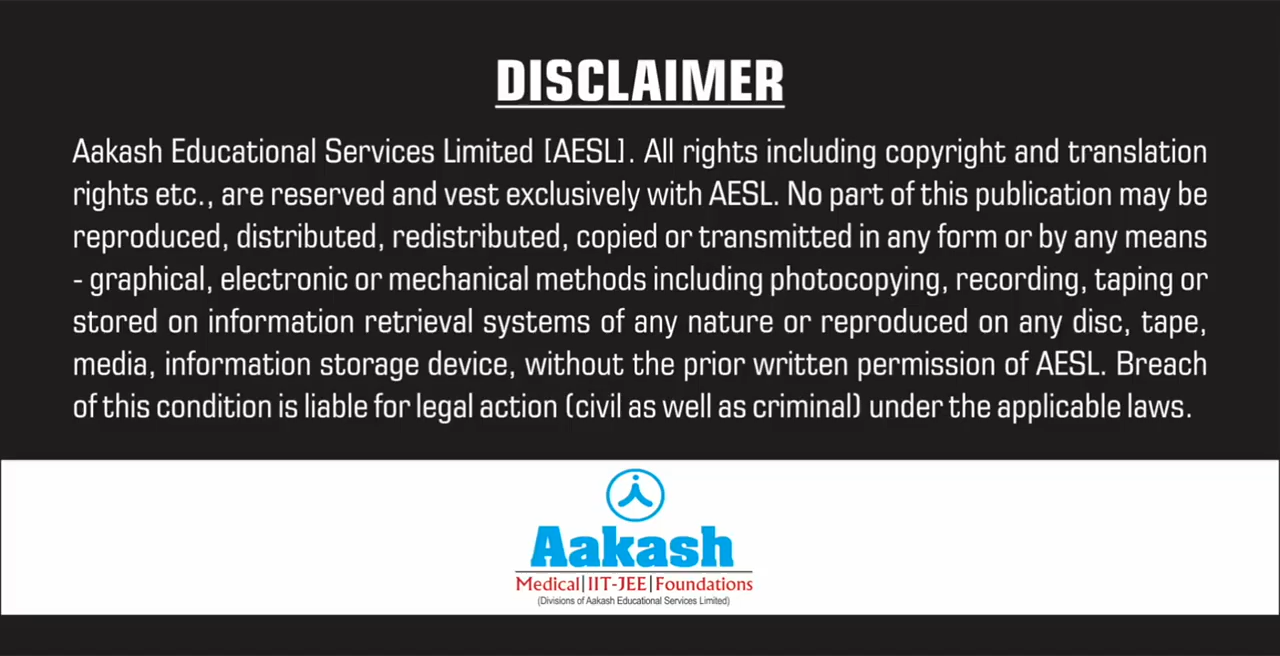 DISCLAIMER
Aakash Educational Services Limited [AESL]. All rights including copyright and translation
rights etc., are reserved and vest exclusively with AESL. No part of this publication may be
reproduced, distributed, redistributed, copied or transmitted in any form or by any means
- graphical, electronic or mechanical methods including photocopying, recording, taping or
stored on information retrieval systems of any nature or reproduced on any disc, tape,
media, information storage device, without the prior written permission of AESL. Breach
of this condition is liable for legal action (civil as well as criminal) under the applicable laws.
Aakash
Medical|IIT-JEE|Foundations
(Divisions of Aakash Educational Services Limited)